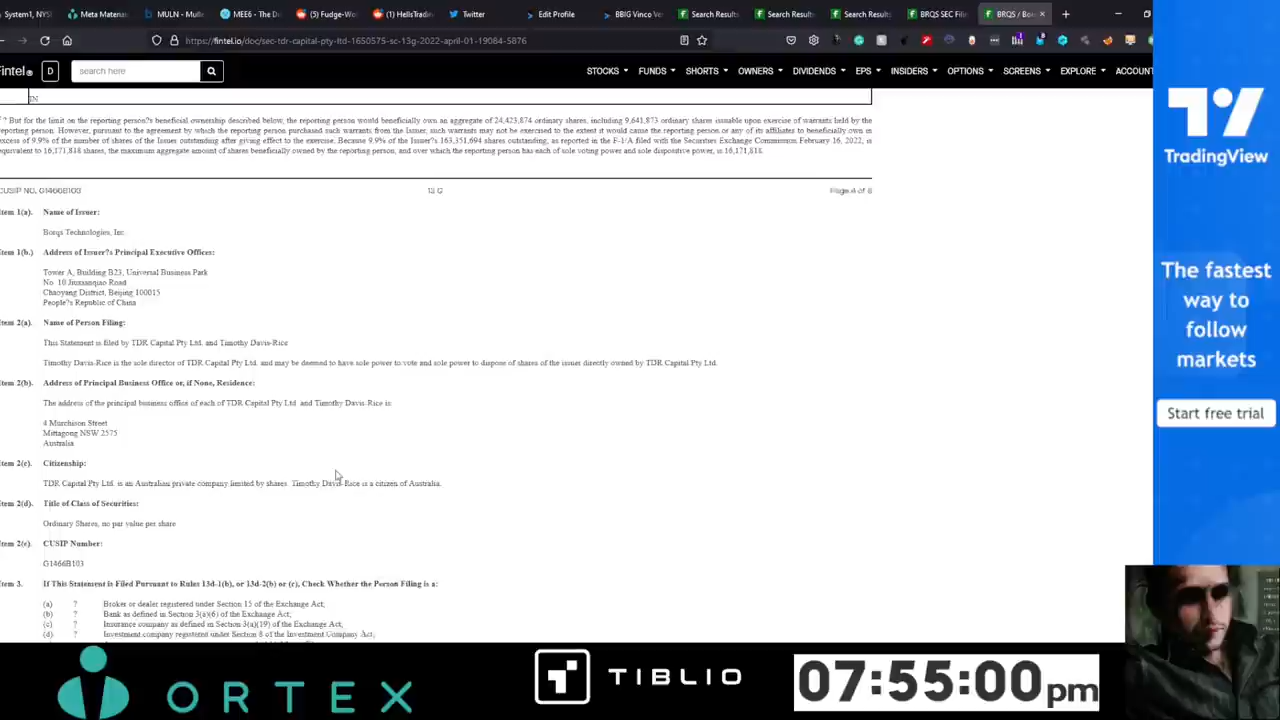 System1, NYS
Meta Material
MULN - Mulle
MEE6 - The Di
(5) Fudge-Wo
(1) HellsTradin
Twitter
Edit Profile
BBIG Vinco Ve
Search Results
Search Results
Search Results
BRQS SEC Filin
BRQS / Bor
https://fintel.io/doc/sec-tdr-capital-pty-ltd-1650575-sc-13g-2022-april-01-19084-5876
Fintel® D search here STOCKS FUNDS SHORTS OWNERS DIVIDENDS EPS INSIDERS OPTIONS SCREENS EXPLORE ACCOUNT
IN
? But for the limit on the reporting person?s beneficial ownership described below, the reporting person would beneficially own an aggregate of 24,423,874 ordinary shares, including 9,641,873 ordinary shares issuable upon exercise of warrants held by the
reporting person. However, pursuant to the agreement by which the reporting person purchased such warrants from the Issuer, such warrants may not be exercised to the extent it would cause the reporting person or any of its affiliates to beneficially own in
excess of 9.9% of the number of shares of the Issues outstanding after giving effect to the exercise. Because 9.9% of the Issuer?s 163,351,694 shares outstanding, as reported in the F-1/A filed with the Securities Exchange Commission February 16, 2022, is
equivalent to 16,171,818 shares, the maximum aggregate amount of shares beneficially owned by the reporting person, and over which the reporting person has each of sole voting power and sole dispositive power, is 16,171,818.
CUSIP NO. G1466B103 13 G Page 4 of 6
Item 1(a). Name of Issuer:
Borqs Technologies, Inc.
Item 1(b.) Address of Issuer?s Principal Executive Offices:
Tower A, Building B23, Universal Business Park
No. 10 Jiuxianqiao Road
Chaoyang District, Beijing 100015
People?s Republic of China
Item 2(a). Name of Person Filing:
This Statement is filed by TDR Capital Pty Ltd. and Timothy Davis-Rice
Timothy Davis-Rice is the sole director of TDR Capital Pty Ltd. and may be deemed to have sole power to vote and sole power to dispose of shares of the issuer directly owned by TDR Capital Pty Ltd.
Item 2(b). Address of Principal Business Office or, if None, Residence:
The address of the principal business office of each of TDR Capital Pty Ltd. and Timothy Davis-Rice is:
4 Murchison Street
Mittagong NSW 2575
Australia
Item 2(c). Citizenship:
TDR Capital Pty Ltd. is an Australian private company limited by shares. Timothy Davis-Rice is a citizen of Australia.
Item 2(d). Title of Class of Securities:
Ordinary Shares, no par value per share
Item 2(e). CUSIP Number:
G1466B103
Item 3. If This Statement is Filed Pursuant to Rules 13d-1(b), or 13d-2(b) or (c), Check Whether the Person Filing is a:
(a) ? Broker or dealer registered under Section 15 of the Exchange Act;
(b) ? Bank as defined in Section 3(a)(6) of the Exchange Act;
(c) ? Insurance company as defined in Section 3(a)(19) of the Exchange Act;
(d) ? Investment company registered under Section 8 of the Investment Company Act;
TradingView
The fastest
way to
follow
markets
Start free trial
ORTEX
TIBLIO
07:55:00pm